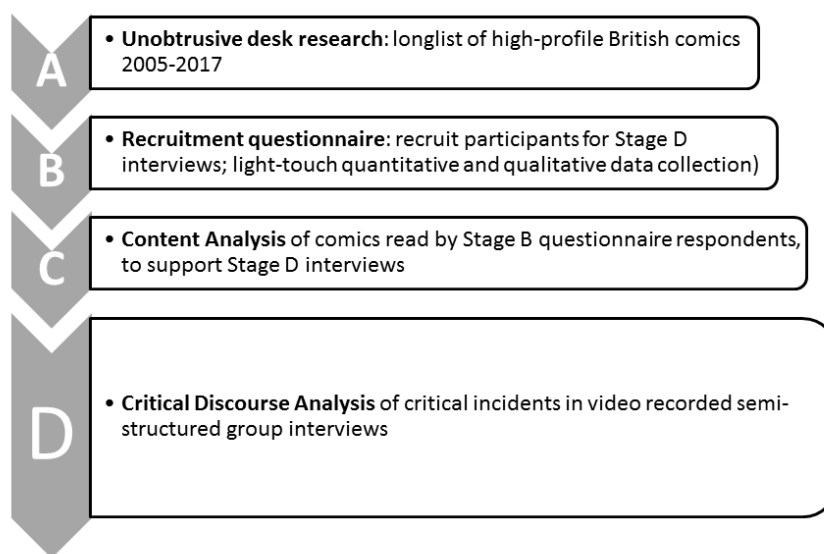 A
• Unobtrusive desk research: longlist of high-profile British comics
2005-2017
B
• Recruitment questionnaire: recruit participants for Stage D
interviews; light-touch quantitative and qualitative data collection)
C
• Content Analysis of comics read by Stage B questionnaire respondents,
to support Stage D interviews
D
• Critical Discourse Analysis of critical incidents in video recorded semi-
structured group interviews